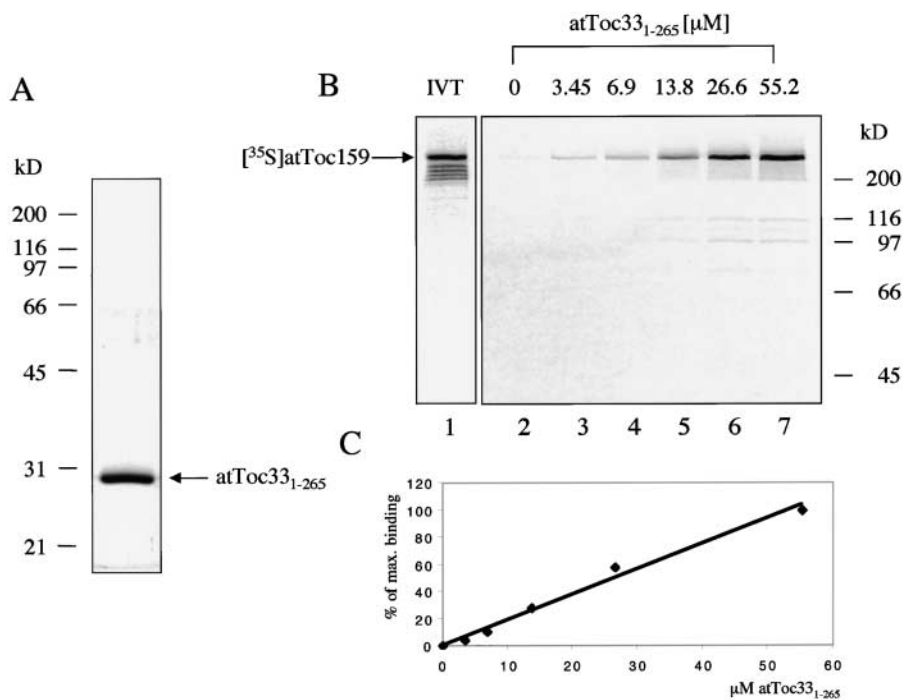 A
kD
200
116
97
66
45
31
21
atToc33₁₋₂₆₅
B
atToc33₁₋₂₆₅ [µM]
IVT 0 3.45 6.9 13.8 26.6 55.2
[³⁵S]atToc159
kD
200
116
97
66
45
1 2 3 4 5 6 7
C
% of max. binding
120
100
80
60
40
20
0
0 10 20 30 40 50 60
µM atToc33₁₋₂₆₅